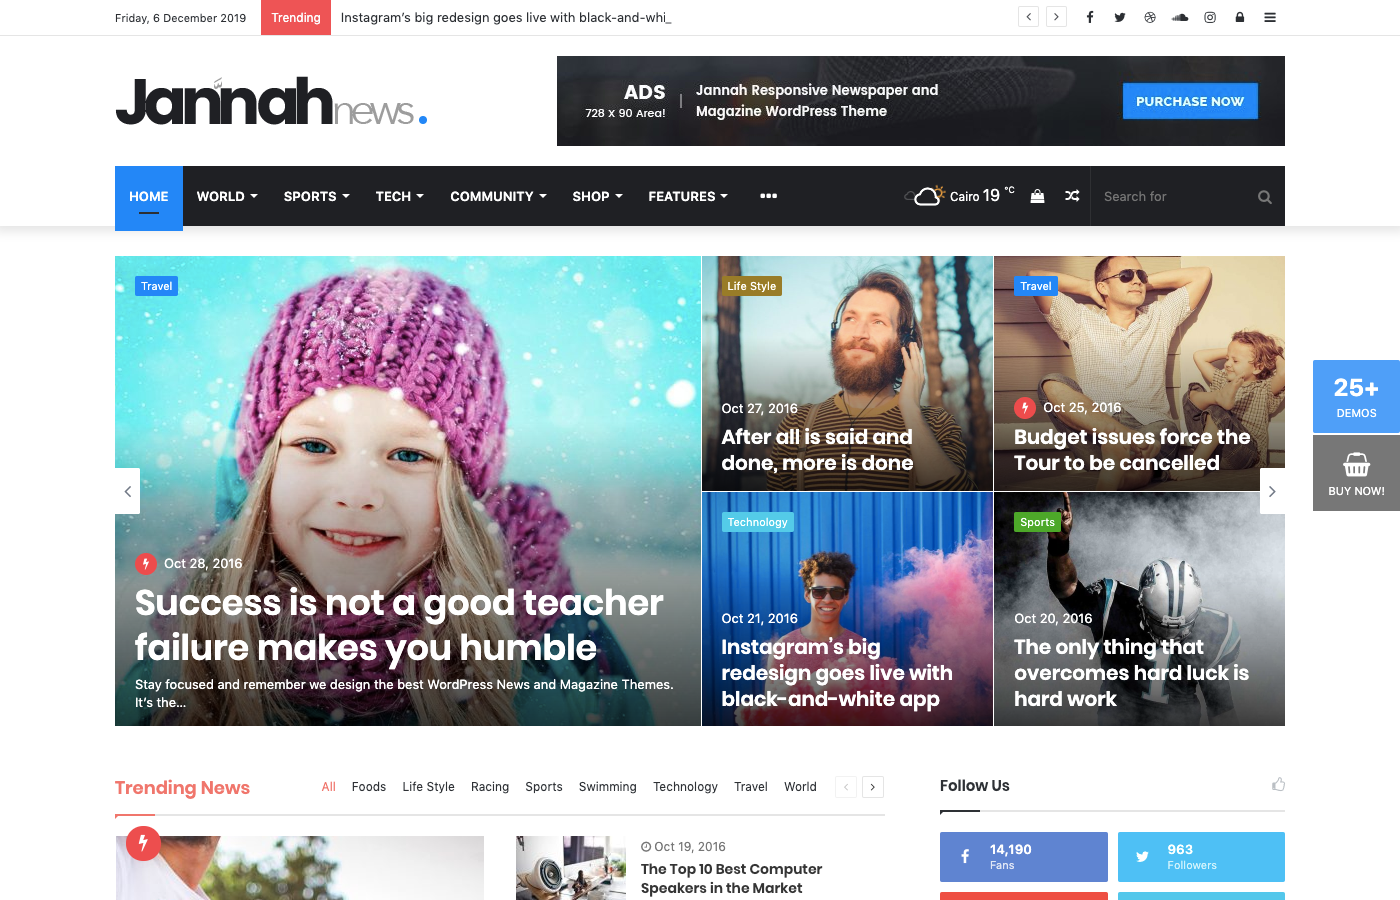 Friday, 6 December 2019
Trending
Instagram's big redesign goes live with black-and-whi_
Jannah news.
ADS
728 x 90 Area!
Jannah Responsive Newspaper and
Magazine WordPress Theme
PURCHASE NOW
HOME
WORLD
SPORTS
TECH
COMMUNITY
SHOP
FEATURES
Cairo 19 °C
Search for
Travel
Oct 28, 2016
Success is not a good teacher
failure makes you humble
Stay focused and remember we design the best WordPress News and Magazine Themes.
It's the...
Life Style
Oct 27, 2016
After all is said and
done, more is done
Travel
Oct 25, 2016
Budget issues force the
Tour to be cancelled
Technology
Oct 21, 2016
Instagram's big
redesign goes live with
black-and-white app
Sports
Oct 20, 2016
The only thing that
overcomes hard luck is
hard work
25+
DEMOS
BUY NOW!
Trending News
All
Foods
Life Style
Racing
Sports
Swimming
Technology
Travel
World
Oct 19, 2016
The Top 10 Best Computer
Speakers in the Market
Follow Us
14,190
Fans
963
Followers